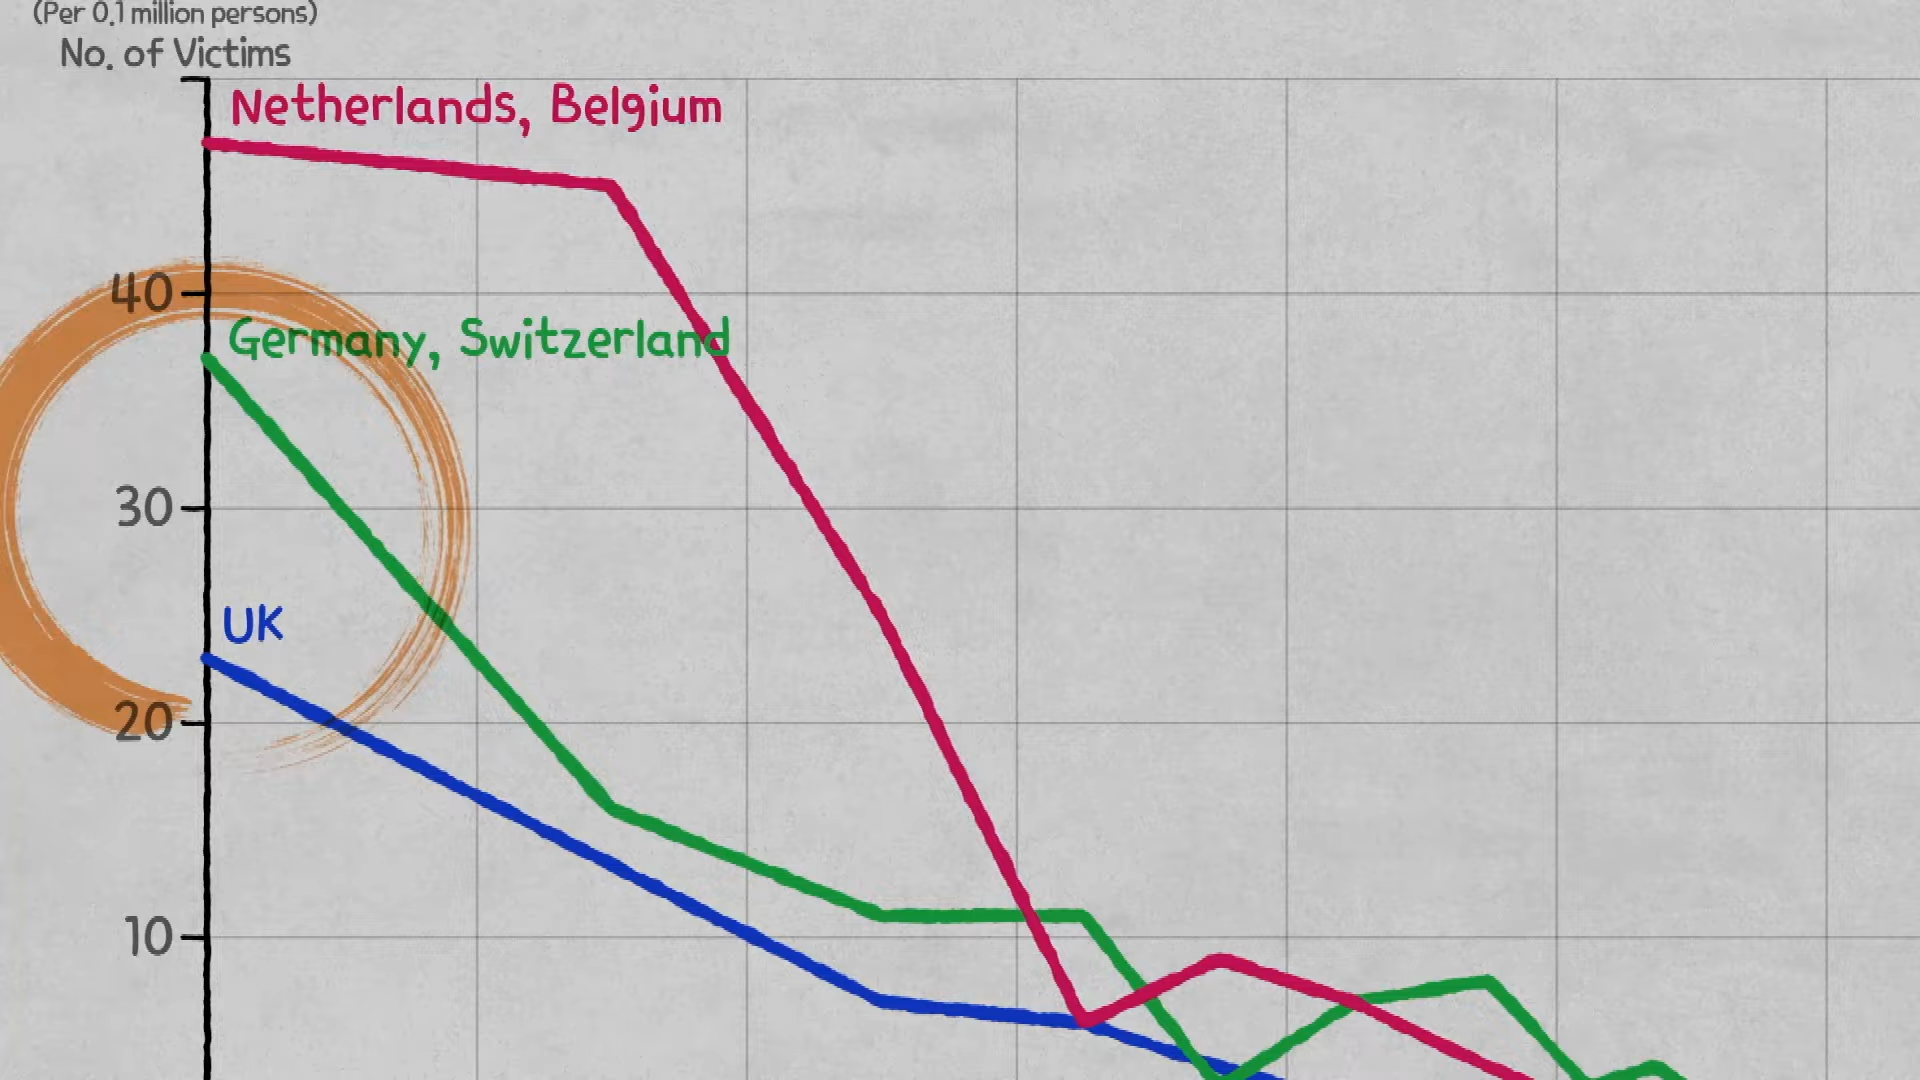 (Per 0.1 million persons)
No. of Victims
Netherlands, Belgium
40
Germany, Switzerland
30
UK
20
10